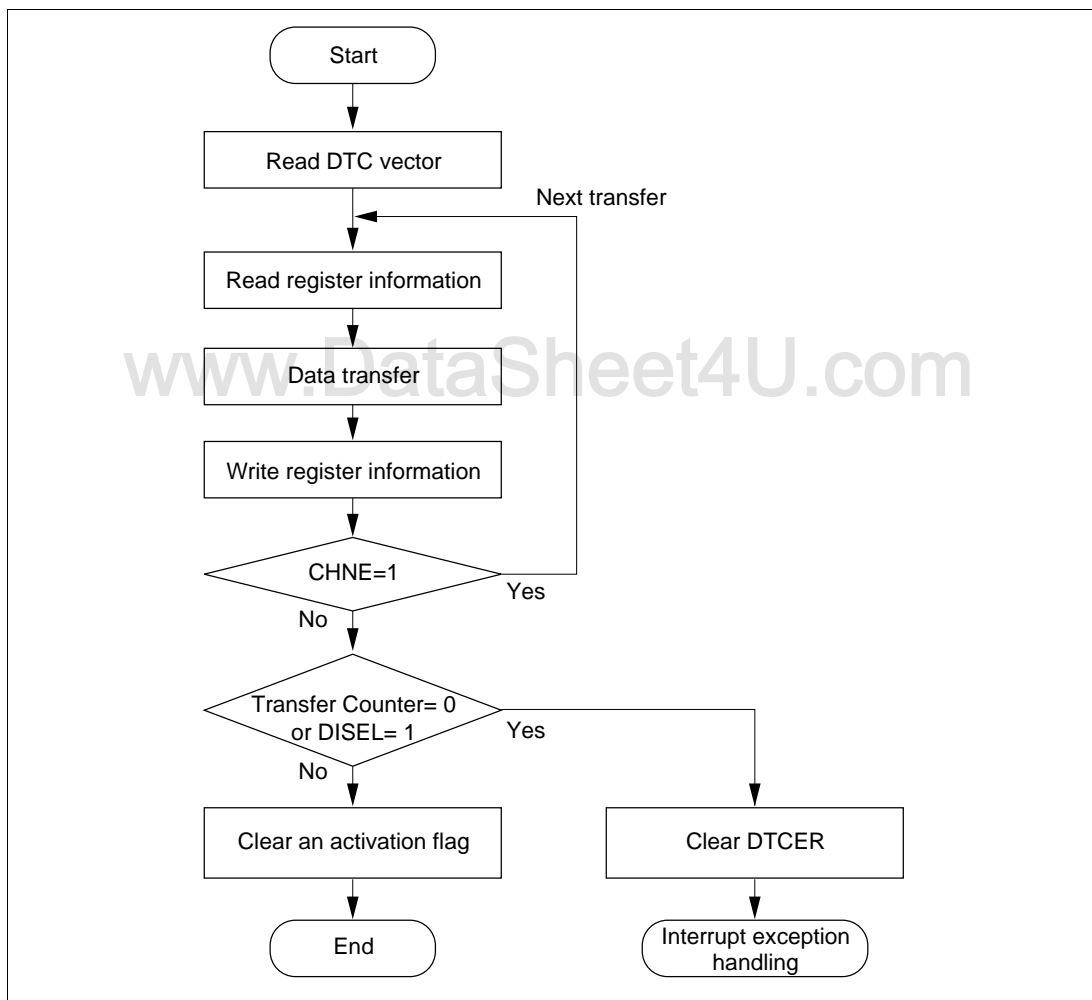 Start
Read DTC vector
Next transfer
Read register information
www.DataSheet4U.com
Data transfer
Write register information
CHNE=1
Yes
No
Transfer Counter= 0
or DISEL= 1
Yes
No
Clear an activation flag
Clear DTCER
End
Interrupt exception
handling